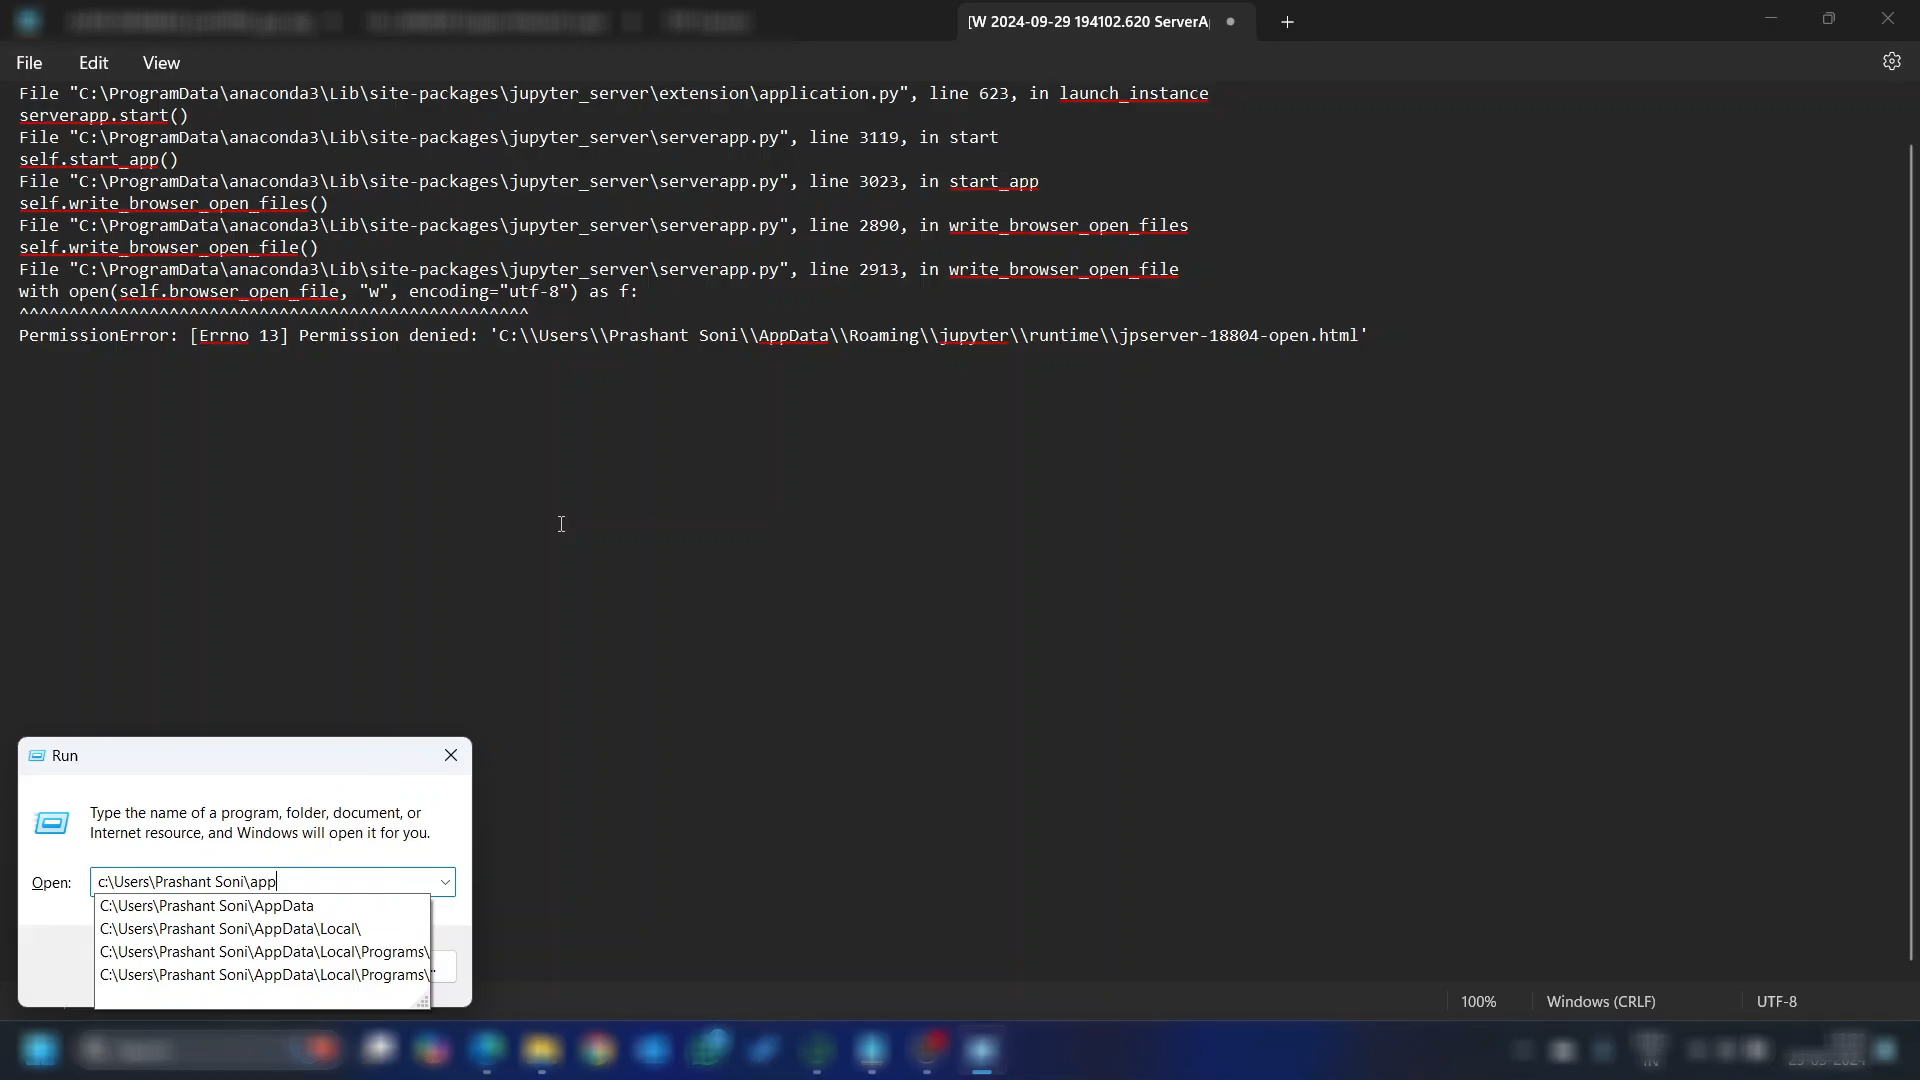 [W 2024-09-29 194102.620 ServerA
File Edit View
File "C:\ProgramData\anaconda3\Lib\site-packages\jupyter_server\extension\application.py", line 623, in launch_instance
serverapp.start()
File "C:\ProgramData\anaconda3\Lib\site-packages\jupyter_server\serverapp.py", line 3119, in start
self.start_app()
File "C:\ProgramData\anaconda3\Lib\site-packages\jupyter_server\serverapp.py", line 3023, in start_app
self.write_browser_open_files()
File "C:\ProgramData\anaconda3\Lib\site-packages\jupyter_server\serverapp.py", line 2890, in write_browser_open_files
self.write_browser_open_file()
File "C:\ProgramData\anaconda3\Lib\site-packages\jupyter_server\serverapp.py", line 2913, in write_browser_open_file
with open(self.browser_open_file, "w", encoding="utf-8") as f:
^^^^^^^^^^^^^^^^^^^^^^^^^^^^^^^^^^^^^^^^^^^^^^^^^^^
PermissionError: [Errno 13] Permission denied: 'C:\\Users\\Prashant Soni\\AppData\\Roaming\\jupyter\\runtime\\jpserver-18804-open.html'
Run
Type the name of a program, folder, document, or
Internet resource, and Windows will open it for you.
Open: c:\Users\Prashant Soni\app
C:\Users\Prashant Soni\AppData
C:\Users\Prashant Soni\AppData\Local\
C:\Users\Prashant Soni\AppData\Local\Programs\
C:\Users\Prashant Soni\AppData\Local\Programs\
100% Windows (CRLF) UTF-8